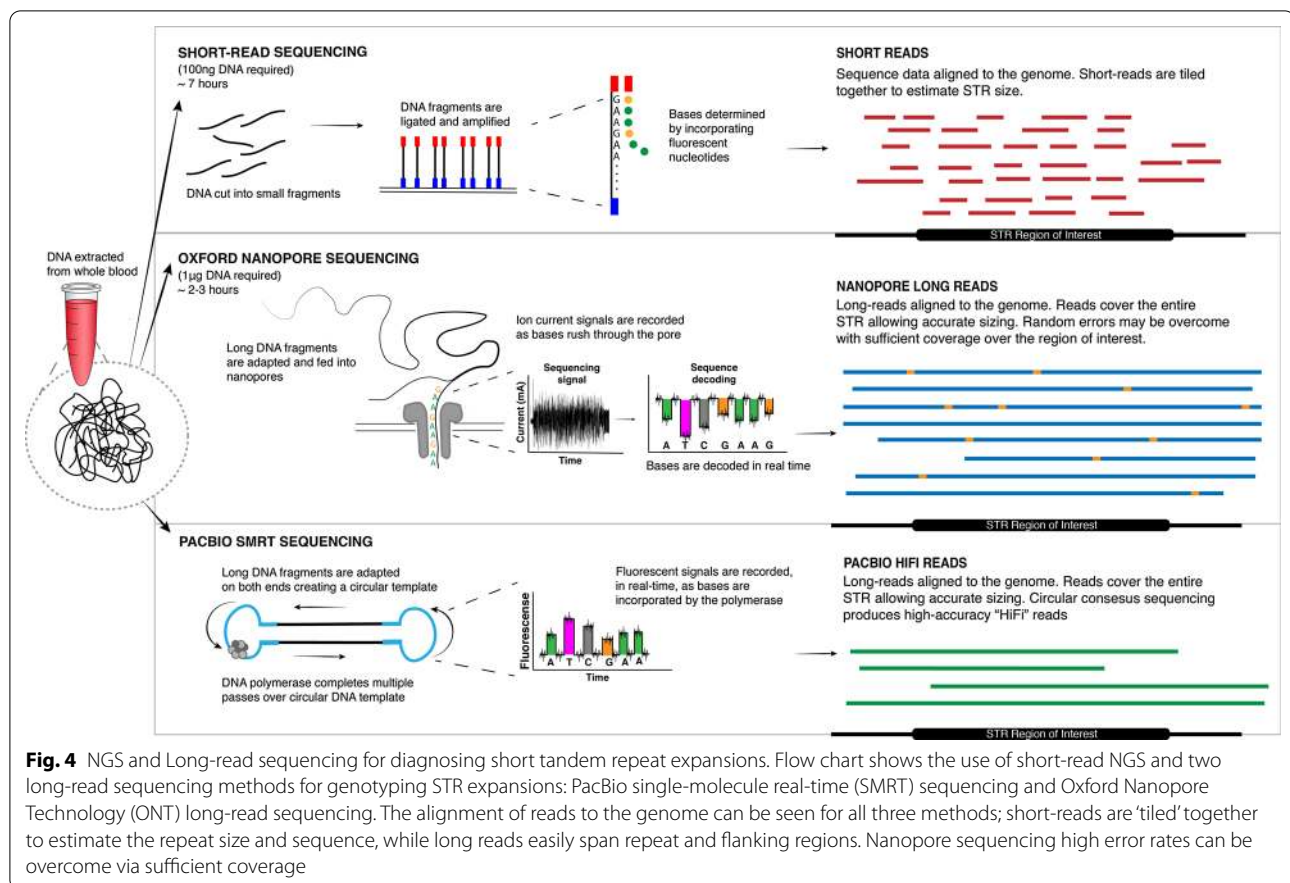 SHORT-READ SEQUENCING
(100ng DNA required)
~ 7 hours
DNA cut into small fragments
DNA fragments are
ligated and amplified
G
A
A
G
A
A
Bases determined
by incorporating
fluorescent
nucleotides
SHORT READS
Sequence data aligned to the genome. Short-reads are tiled
together to estimate STR size.
STR Region of Interest
DNA extracted
from whole blood
OXFORD NANOPORE SEQUENCING
(1µg DNA required)
~ 2-3 hours
Long DNA fragments
are adapted and fed into
nanopores
G
A
A
G
A
A
G
A
A
Ion current signals are recorded
as bases rush through the pore
Sequencing
signal
Current (mA)
Time
Sequence
decoding
A T C G A A G
Bases are decoded in real time
NANOPORE LONG READS
Long-reads aligned to the genome. Reads cover the entire
STR allowing accurate sizing. Random errors may be overcome
with sufficient coverage over the region of interest.
STR Region of Interest
PACBIO SMRT SEQUENCING
Long DNA fragments are adapted
on both ends creating a circular template
DNA polymerase completes multiple
passes over circular DNA template
Fluorescent signals are recorded,
in real-time, as bases are
incorporated by the polymerase
Fluorescense
A T C G A A
Time
PACBIO HIFI READS
Long-reads aligned to the genome. Reads cover the entire
STR allowing accurate sizing. Circular consesus sequencing
produces high-accuracy “HiFi” reads
STR Region of Interest
Fig. 4 NGS and Long-read sequencing for diagnosing short tandem repeat expansions. Flow chart shows the use of short-read NGS and two
long-read sequencing methods for genotyping STR expansions: PacBio single-molecule real-time (SMRT) sequencing and Oxford Nanopore
Technology (ONT) long-read sequencing. The alignment of reads to the genome can be seen for all three methods; short-reads are ‘tiled’ together
to estimate the repeat size and sequence, while long reads easily span repeat and flanking regions. Nanopore sequencing high error rates can be
overcome via sufficient coverage